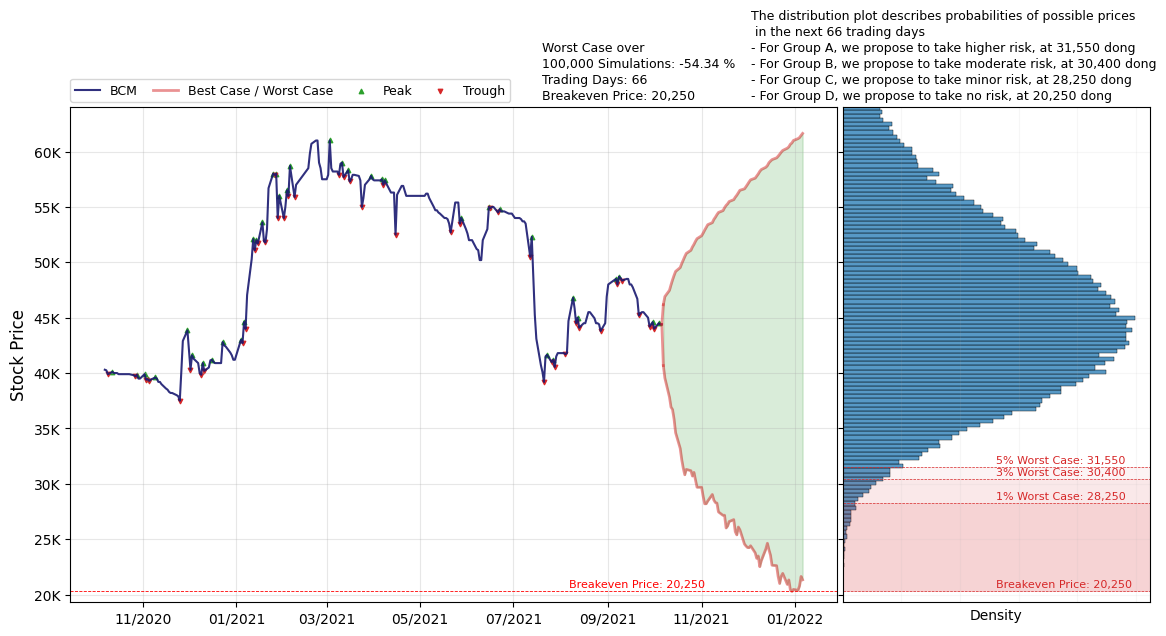 The distribution plot describes probabilities of possible prices
in the next 66 trading days
- For Group A, we propose to take higher risk, at 31,550 dong
- For Group B, we propose to take moderate risk, at 30,400 dong
- For Group C, we propose to take minor risk, at 28,250 dong
- For Group D, we propose to take no risk, at 20,250 dong
Worst Case over
100,000 Simulations: -54.34 %
Trading Days: 66
Breakeven Price: 20,250
BCM
Best Case / Worst Case
Peak
Trough
Stock Price
60K
55K
50K
45K
40K
35K
30K
25K
20K
Breakeven Price: 20,250
11/2020
01/2021
03/2021
05/2021
07/2021
09/2021
11/2021
01/2022
5% Worst Case: 31,550
3% Worst Case: 30,400
1% Worst Case: 28,250
Breakeven Price: 20,250
Density